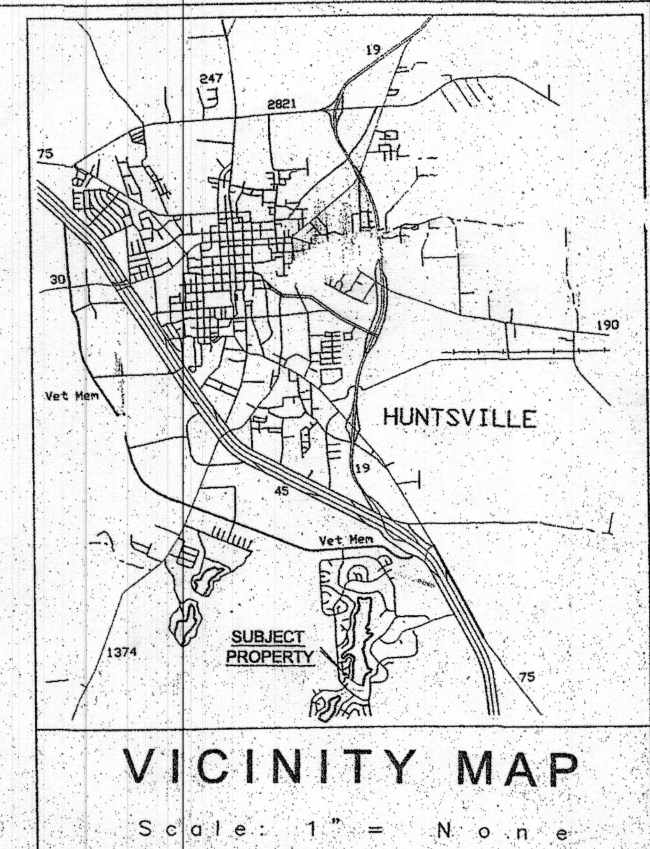 19
247
2821
75
30
190
Vet Mem
HUNTSVILLE
19
45
Vet Mem
SUBJECT
PROPERTY
1374
75
VICINITY MAP
Scale: 1" = None